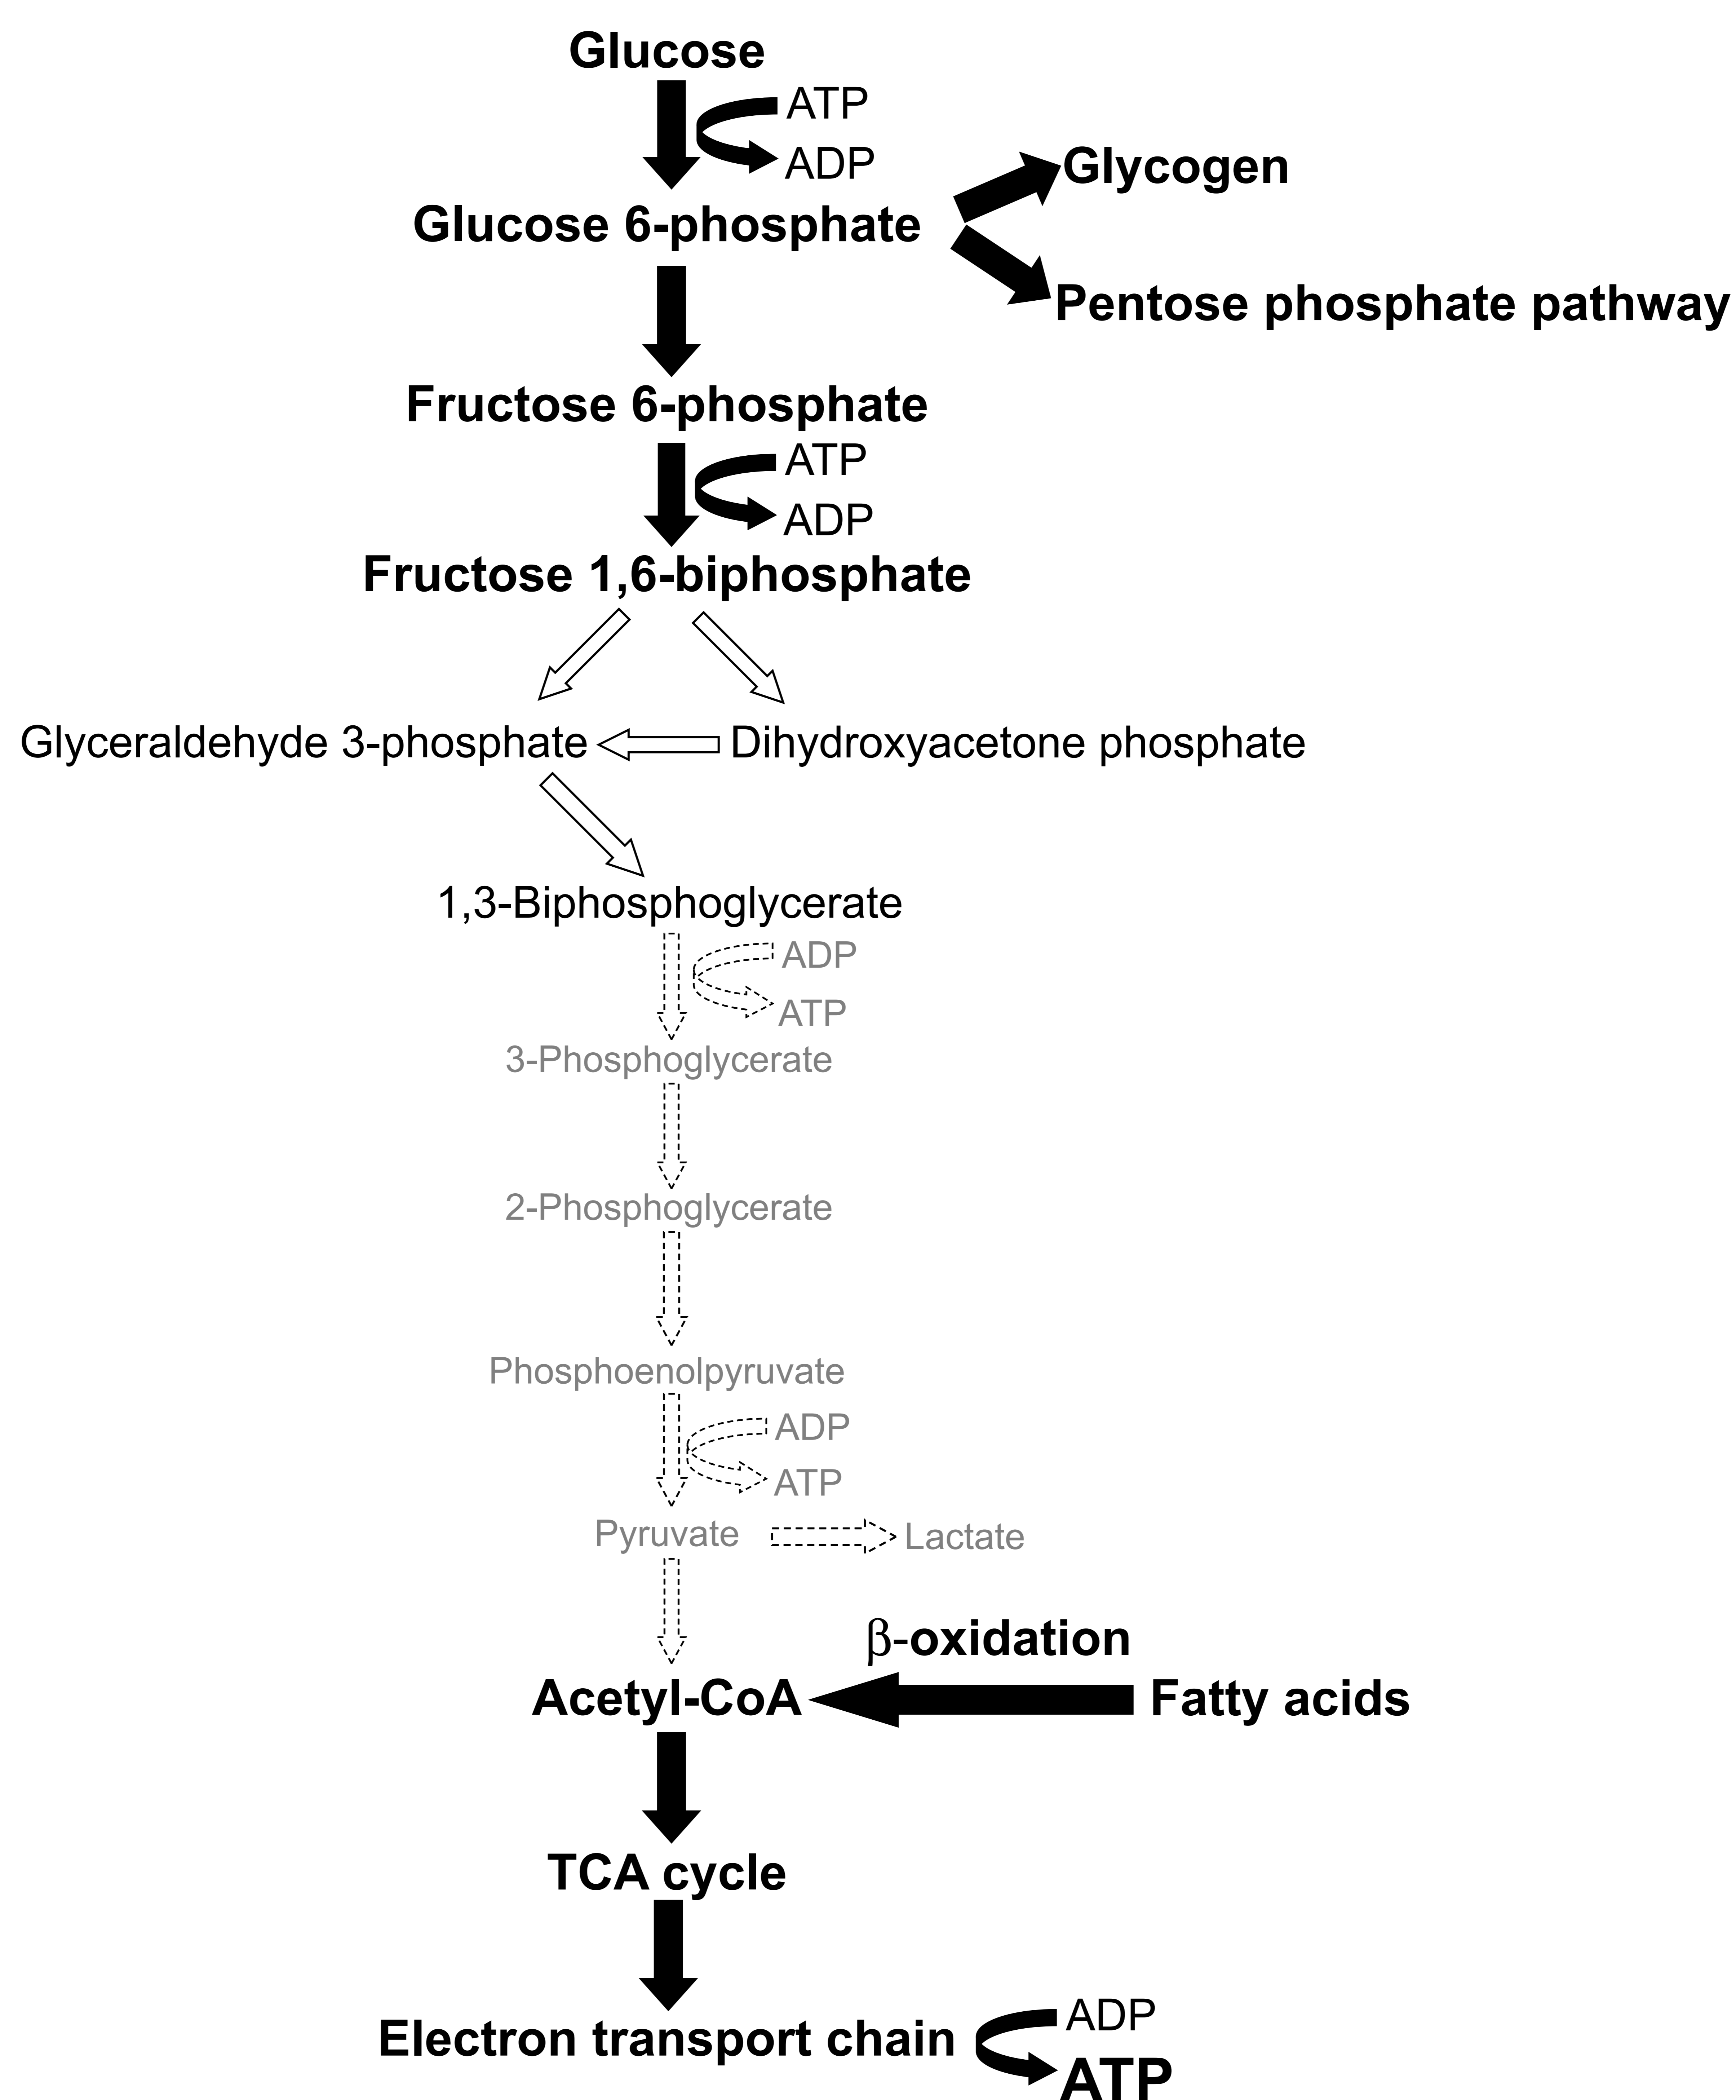 Glucose
ATP
ADP
Glycogen
Glucose 6-phosphate
Pentose phosphate pathway
Fructose 6-phosphate
ATP
ADP
Fructose 1,6-biphosphate
Glyceraldehyde 3-phosphate
Dihydroxyacetone phosphate
1,3-Biphosphoglycerate
ADP
ATP
3-Phosphoglycerate
2-Phosphoglycerate
Phosphoenolpyruvate
ADP
ATP
Pyruvate
Lactate
β-oxidation
Acetyl-CoA
Fatty acids
TCA cycle
Electron transport chain
ADP
ATP